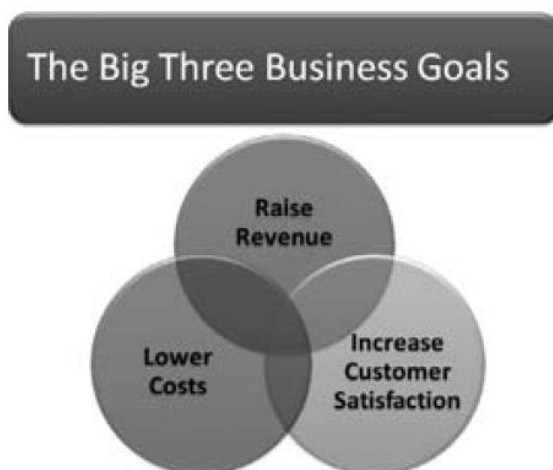 The Big Three Business Goals
Raise
Revenue
Lower
Costs
Increase
Customer
Satisfaction